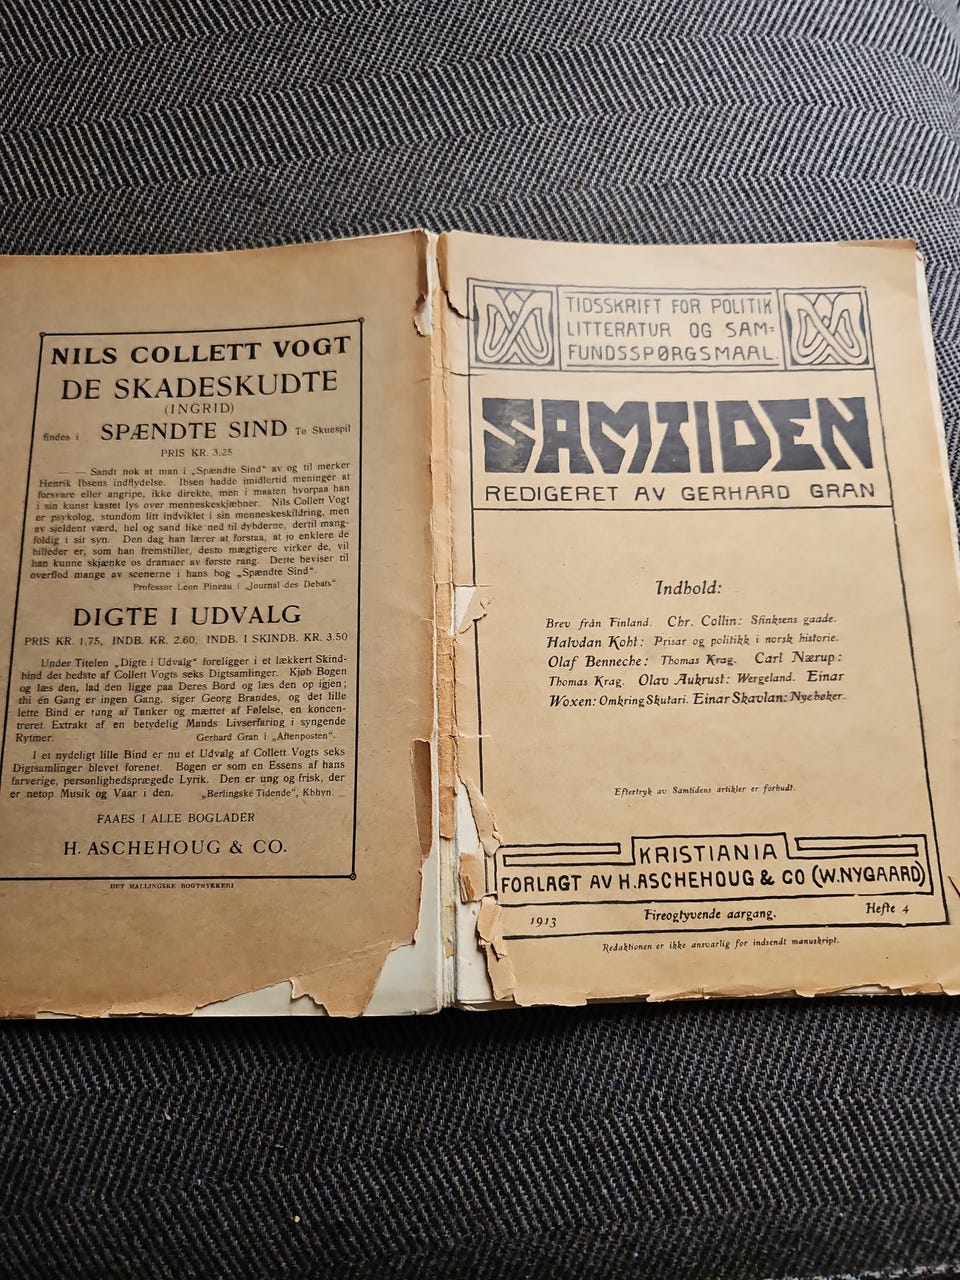 NILS COLLETT VOGT
DE SKADESKUDTE
(INGRID)
findes i SPÆNDTE SIND To Skuespil
PRIS KR. 3.25
— — Sandt nok at man i „Spændte Sind“ av og til merker
Henrik Ibsens indflydelse. Ibsen hadde imidlertid meninger at
forsvare eller angripe, ikke direkte, men i maaten hvorpaa han
i sin kunst kastet lys over menneskeskjæbner. Nils Collett Vogt
er psykolog, stundom litt indviklet i sin menneskeskildring, men
av sjeldent værd, hel og sand like ned til dybderne, dertil mang-
foldig i sit syn. Den dag han lærer at forstaa, at jo enklere de
billeder er, som han fremstiller, desto mægtigere virker de, vil
han kunne skjænke os dramaer av første rang. Dette beviser til
overflod mange av scenerne i hans bog „Spændte Sind“.
Professor Leon Pineau i „Journal des Debats“.
DIGTE I UDVALG
PRIS KR. 1,75, INDB. KR. 2.60, INDB. I SKINDB. KR. 3.50
Under Titelen „Digte i Udvalg“ foreligger i et lækkert Skind-
bind det bedste af Collett Vogts seks Digtsamlinger. Kjøb Bogen
og læs den, lad den ligge paa Deres Bord og læs den op igjen;
thi én Gang er ingen Gang, siger Georg Brandes, og det lille
lette Bind er tung af Tanker og mættet af Følelse, en koncen-
treret Extrakt af en betydelig Mands Livserfaring i syngende
Rytmer. Gerhard Gran i „Aftenposten“.
I et nydeligt lille Bind er nu et Udvalg af Collett Vogts seks
Digtsamlinger blevet forenet. Bogen er som en Essens af hans
farverige, personlighedsprægede Lyrik. Den er ung og frisk, der
er netop Musik og Vaar i den. „Berlingske Tidende“, Kbhvn.
FAAES I ALLE BOGLADER
H. ASCHEHOUG & CO.
DET MALLINGSKE BOGTRYKKERI
TIDSSKRIFT FOR POLITIK
LITTERATUR OG SAM=
FUNDSSPØRGSMAAL.
SAMTIDEN
REDIGERET AV GERHARD GRAN
Indhold:
Brev från Finland. Chr. Collin: Sfinksens gaade.
Halvdan Koht: Prisar og politikk i norsk historie.
Olaf Benneche: Thomas Krag. Carl Nærup:
Thomas Krag. Olav Aukrust: Wergeland. Einar
Woxen: Omkring Skutari. Einar Skavlan: Nye bøker.
Eftertryk av Samtidens artikler er forbudt.
KRISTIANIA
FORLAGT AV H. ASCHEHOUG & CO (W. NYGAARD)
1913 Fireogtyvende aargang. Hefte 4
Redaktionen er ikke ansvarlig for indsendt manuskript.